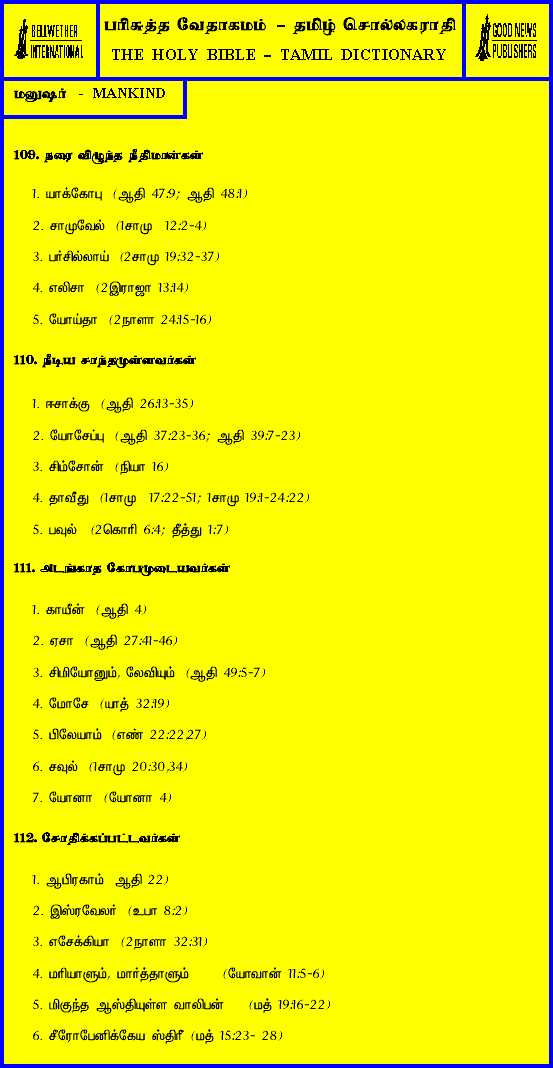 BELLWETHER
INTERNATIONAL
பரிசுத்த வேதாகமம் - தமிழ் சொல்லகராதி
THE HOLY BIBLE - TAMIL DICTIONARY
GOOD NEWS
PUBLISHERS
மனுஷர் - MANKIND
109. நரை விழுந்த நீதிமான்கள்
1. யாக்கோபு (ஆதி 47:9; ஆதி 48:1)
2. சாமுவேல் (1சாமு 12:2-4)
3. பர்சில்லாய் (2சாமு 19:32-37)
4. எலிசா (2இராஜா 13:14)
5. யோய்தா (2நாளா 24:15-16)
110. நீடிய சாந்தமுள்ளவர்கள்
1. ஈசாக்கு (ஆதி 26:13-35)
2. யோசேப்பு (ஆதி 37:23-36; ஆதி 39:7-23)
3. சிம்சோன் (நியா 16)
4. தாவீது (1சாமு 17:22-51; 1சாமு 19:1-24:22)
5. பவுல் (2கொரி 6:4; தீத்து 1:7)
111. அடங்காத கோபமுடையவர்கள்
1. காயீன் (ஆதி 4)
2. ஏசா (ஆதி 27:41-46)
3. சிமியோனும், லேவியும் (ஆதி 49:5-7)
4. மோசே (யாத் 32:19)
5. பிலேயாம் (எண் 22:22,27)
6. சவுல் (1சாமு 20:30,34)
7. யோனா (யோனா 4)
112. சோதிக்கப்பட்டவர்கள்
1. ஆபிரகாம் ஆதி 22)
2. இஸ்ரவேலர் (உபா 8:2)
3. எசேக்கியா (2நாளா 32:31)
4. மரியாளும், மார்த்தாளும் (யோவான் 11:5-6)
5. மிகுந்த ஆஸ்தியுள்ள வாலிபன் (மத் 19:16-22)
6. சீரோபேனிக்கேய ஸ்திரீ (மத் 15:23- 28)